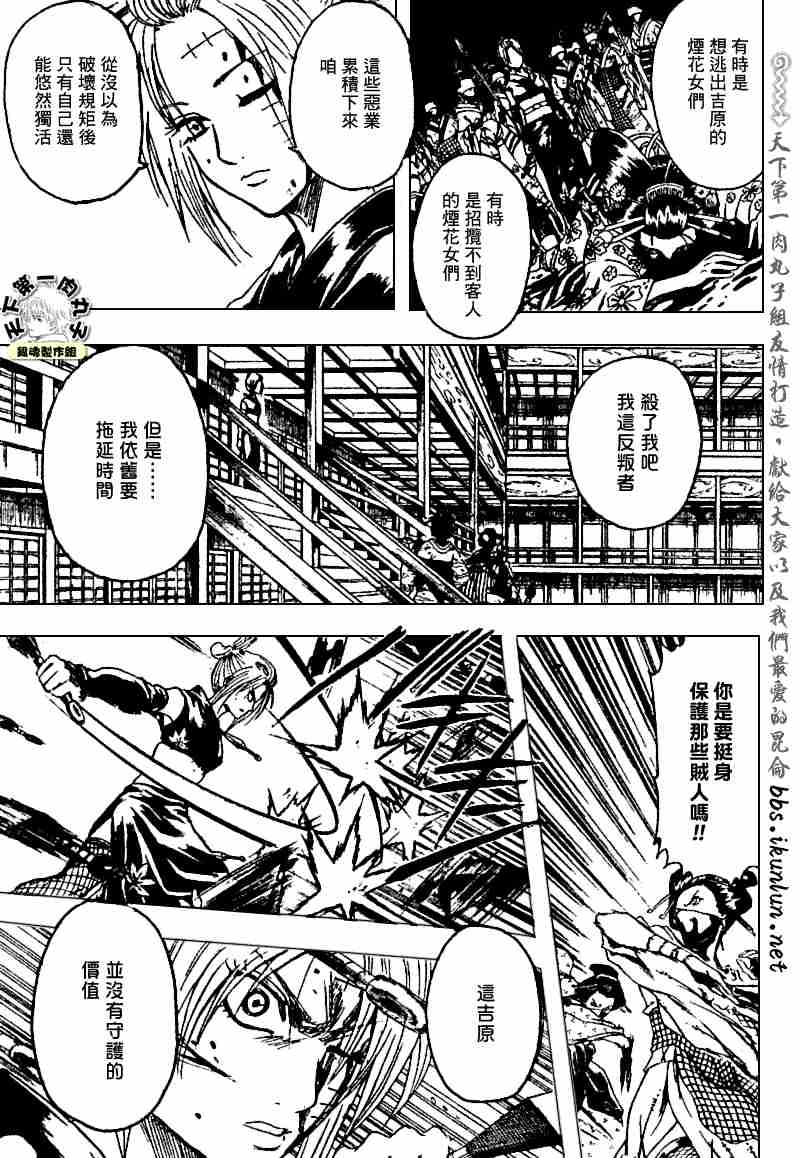 有時是
想逃出吉原的
煙花女們
有時
是招攬不到客人
的煙花女們
這些惡業
累積下來
咱
從沒以為
破壞規矩後
只有自己還
能悠然獨活
殺了我吧
我這反叛者
但是……
我依舊要
拖延時間
你是要挺身
保護那些賊人嗎!!
這吉原
並沒有守護的
價值
天下第一肉丸子組友情打造，獻給大家以及我們最愛的昆侖 bbs.ikunlun.net
天下第一肉丸子
銀魂製作組